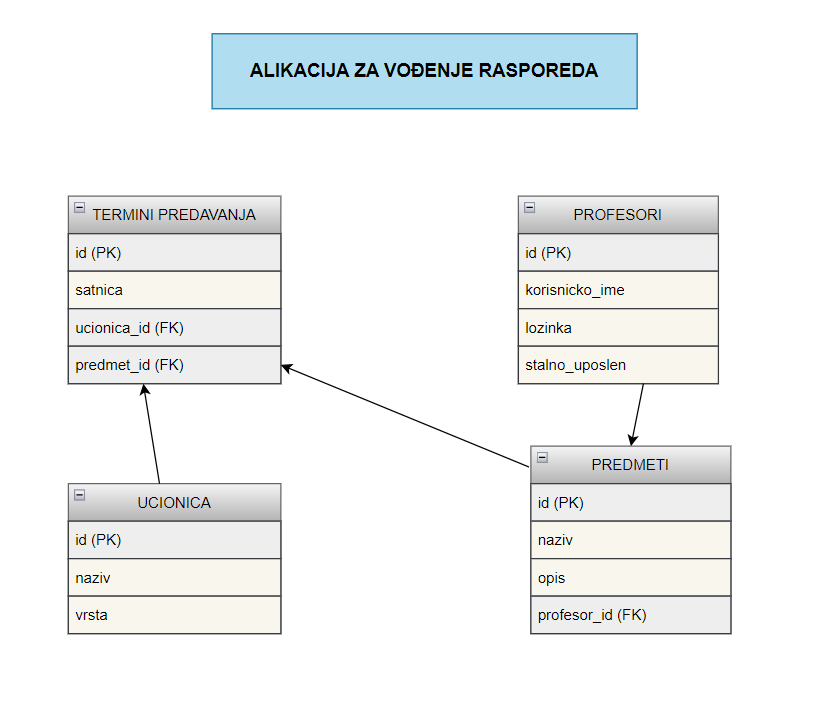 ALIKACIJA ZA VOĐENJE RASPOREDA
TERMINI PREDAVANJA
id (PK)
satnica
ucionica_id (FK)
predmet_id (FK)
PROFESORI
id (PK)
korisnicko_ime
lozinka
stalno_uposlen
UCIONICA
id (PK)
naziv
vrsta
PREDMETI
id (PK)
naziv
opis
profesor_id (FK)